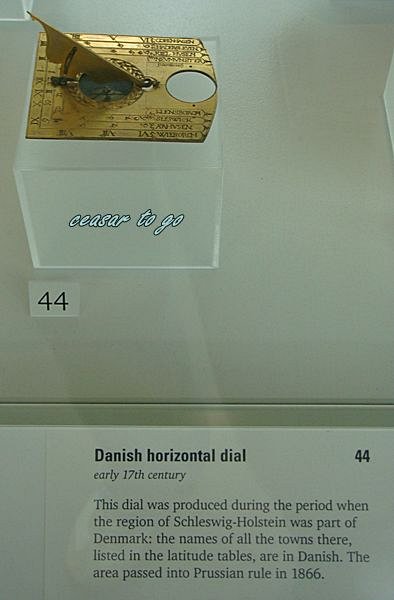 ceasar to go
44
Danish horizontal dial 44
early 17th century
This dial was produced during the period when
the region of Schleswig-Holstein was part of
Denmark: the names of all the towns there,
listed in the latitude tables, are in Danish. The
area passed into Prussian rule in 1866.